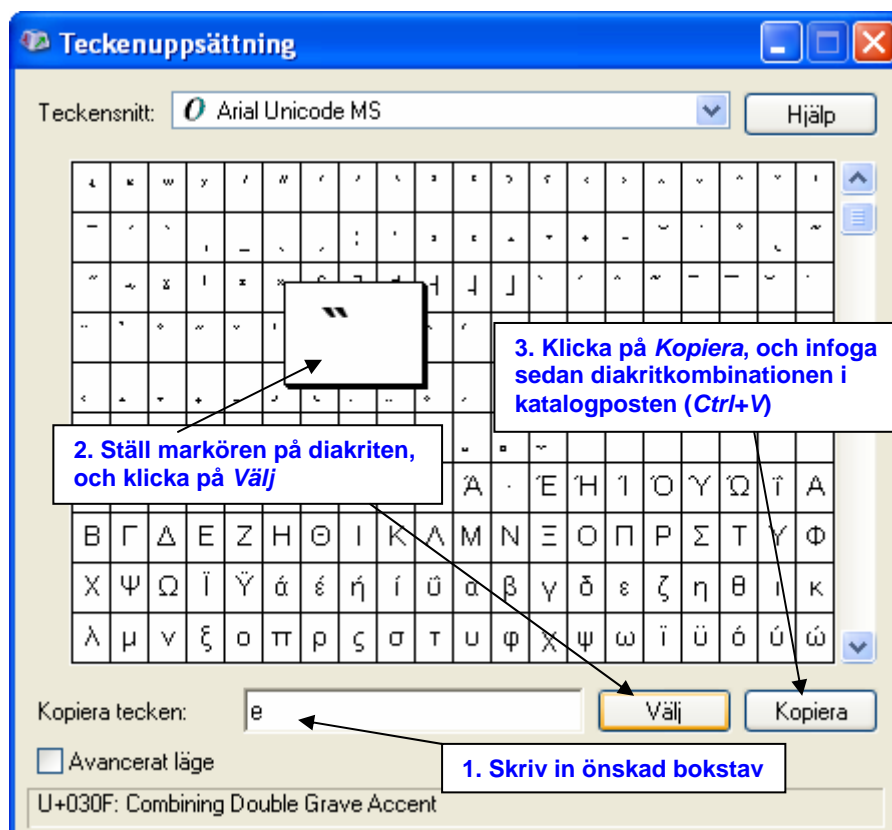 Teckenuppsättning
Teckensnitt: O Arial Unicode MS Hjälp
3. Klicka på Kopiera, och infoga
sedan diakritkombinationen i
katalogposten (Ctrl+V)
2. Ställ markören på diakriten,
och klicka på Välj
Ά · Έ Ή Ί Ό Ύ Ώ ΐ Α
Β Γ Δ Ε Ζ Η Θ Ι Κ Λ Μ Ν Ξ Ο Π Ρ Σ Τ Υ Φ
Χ Ψ Ω Ϊ Ϋ ά έ ή ί ΰ α β γ δ ε ζ η θ ι κ
λ μ ν ξ ο π ρ ς σ τ υ φ χ ψ ω ϊ ϋ ό ύ ώ
Kopiera tecken: e Välj Kopiera
Avancerat läge
1. Skriv in önskad bokstav
U+030F: Combining Double Grave Accent